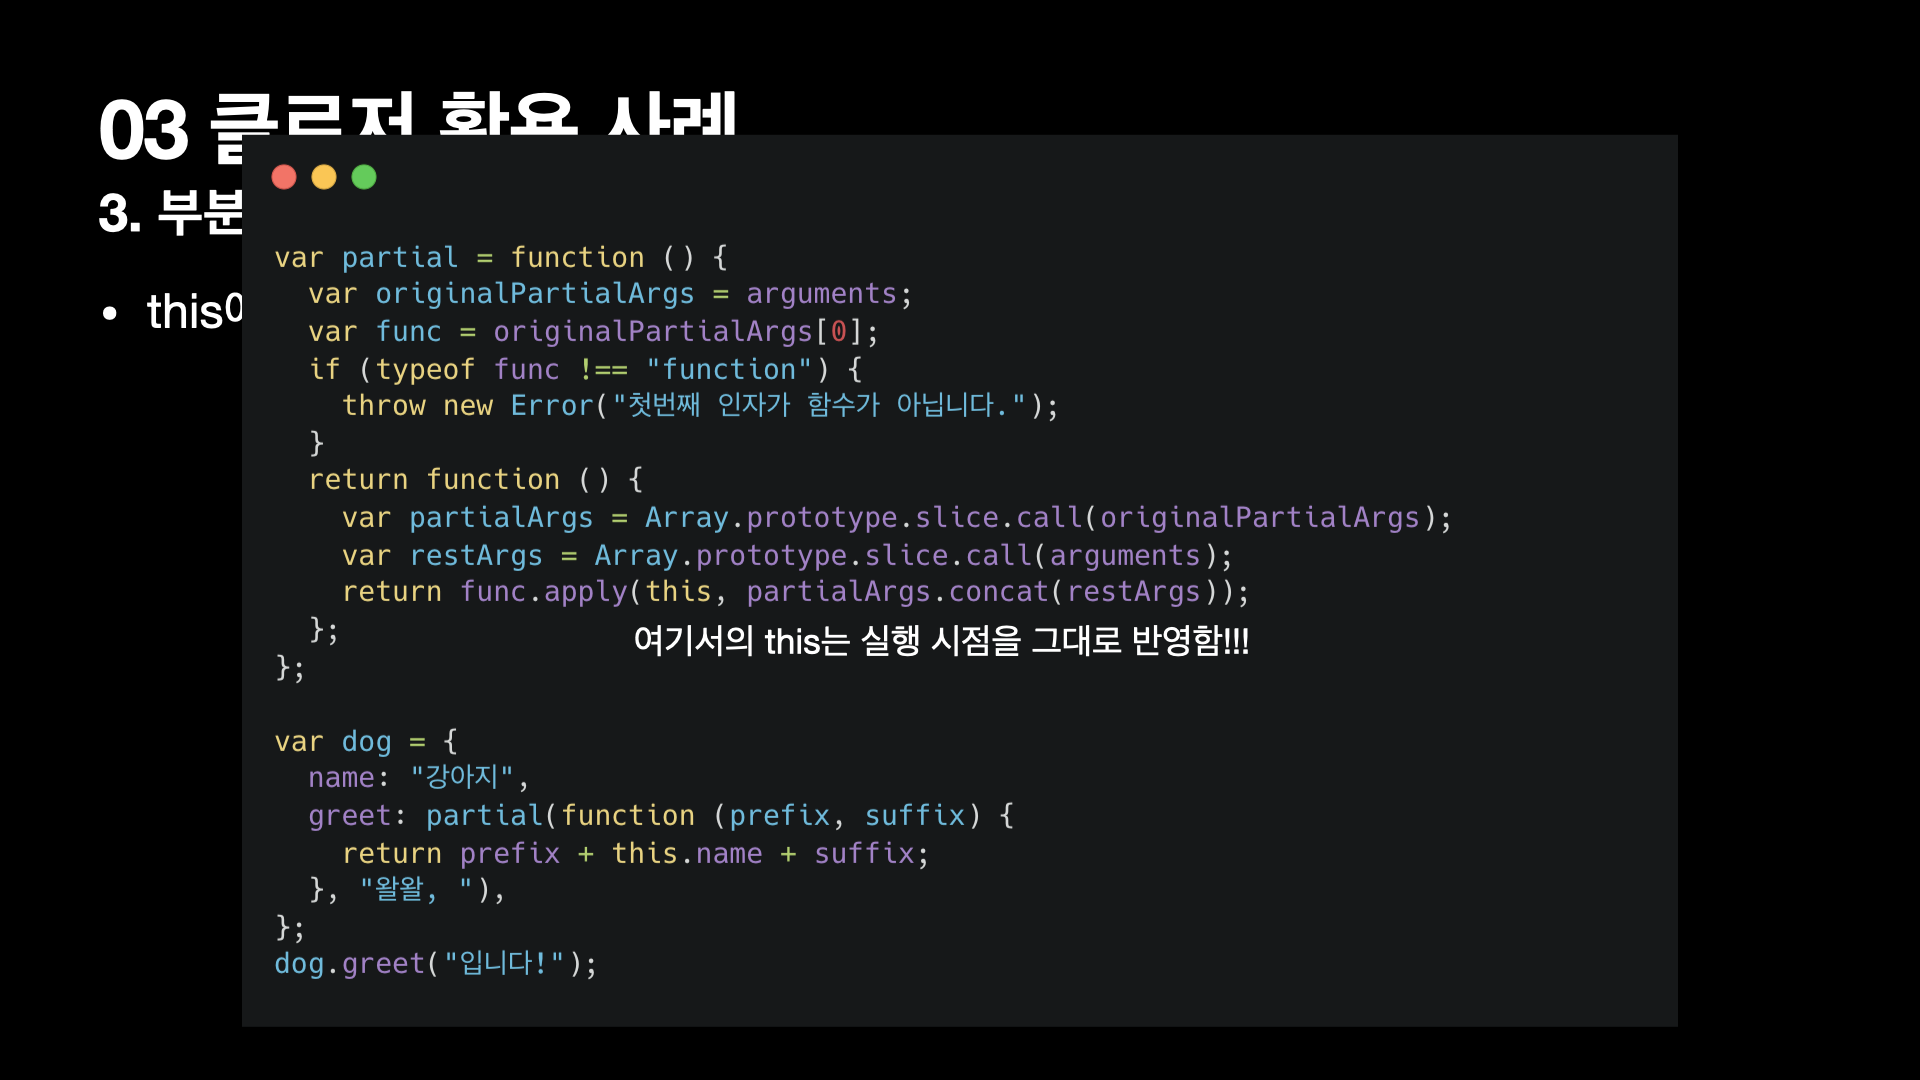 03 클로저 활용 사례
3. 부분
• this에
var partial = function () {
  var originalPartialArgs = arguments;
  var func = originalPartialArgs[0];
  if (typeof func !== "function") {
    throw new Error("첫번째 인자가 함수가 아닙니다.");
  }
  return function () {
    var partialArgs = Array.prototype.slice.call(originalPartialArgs);
    var restArgs = Array.prototype.slice.call(arguments);
    return func.apply(this, partialArgs.concat(restArgs));
  };
여기서의 this는 실행 시점을 그대로 반영함!!!
};
var dog = {
  name: "강아지",
  greet: partial(function (prefix, suffix) {
    return prefix + this.name + suffix;
  }, "왈왈, "),
};
dog.greet("입니다!");